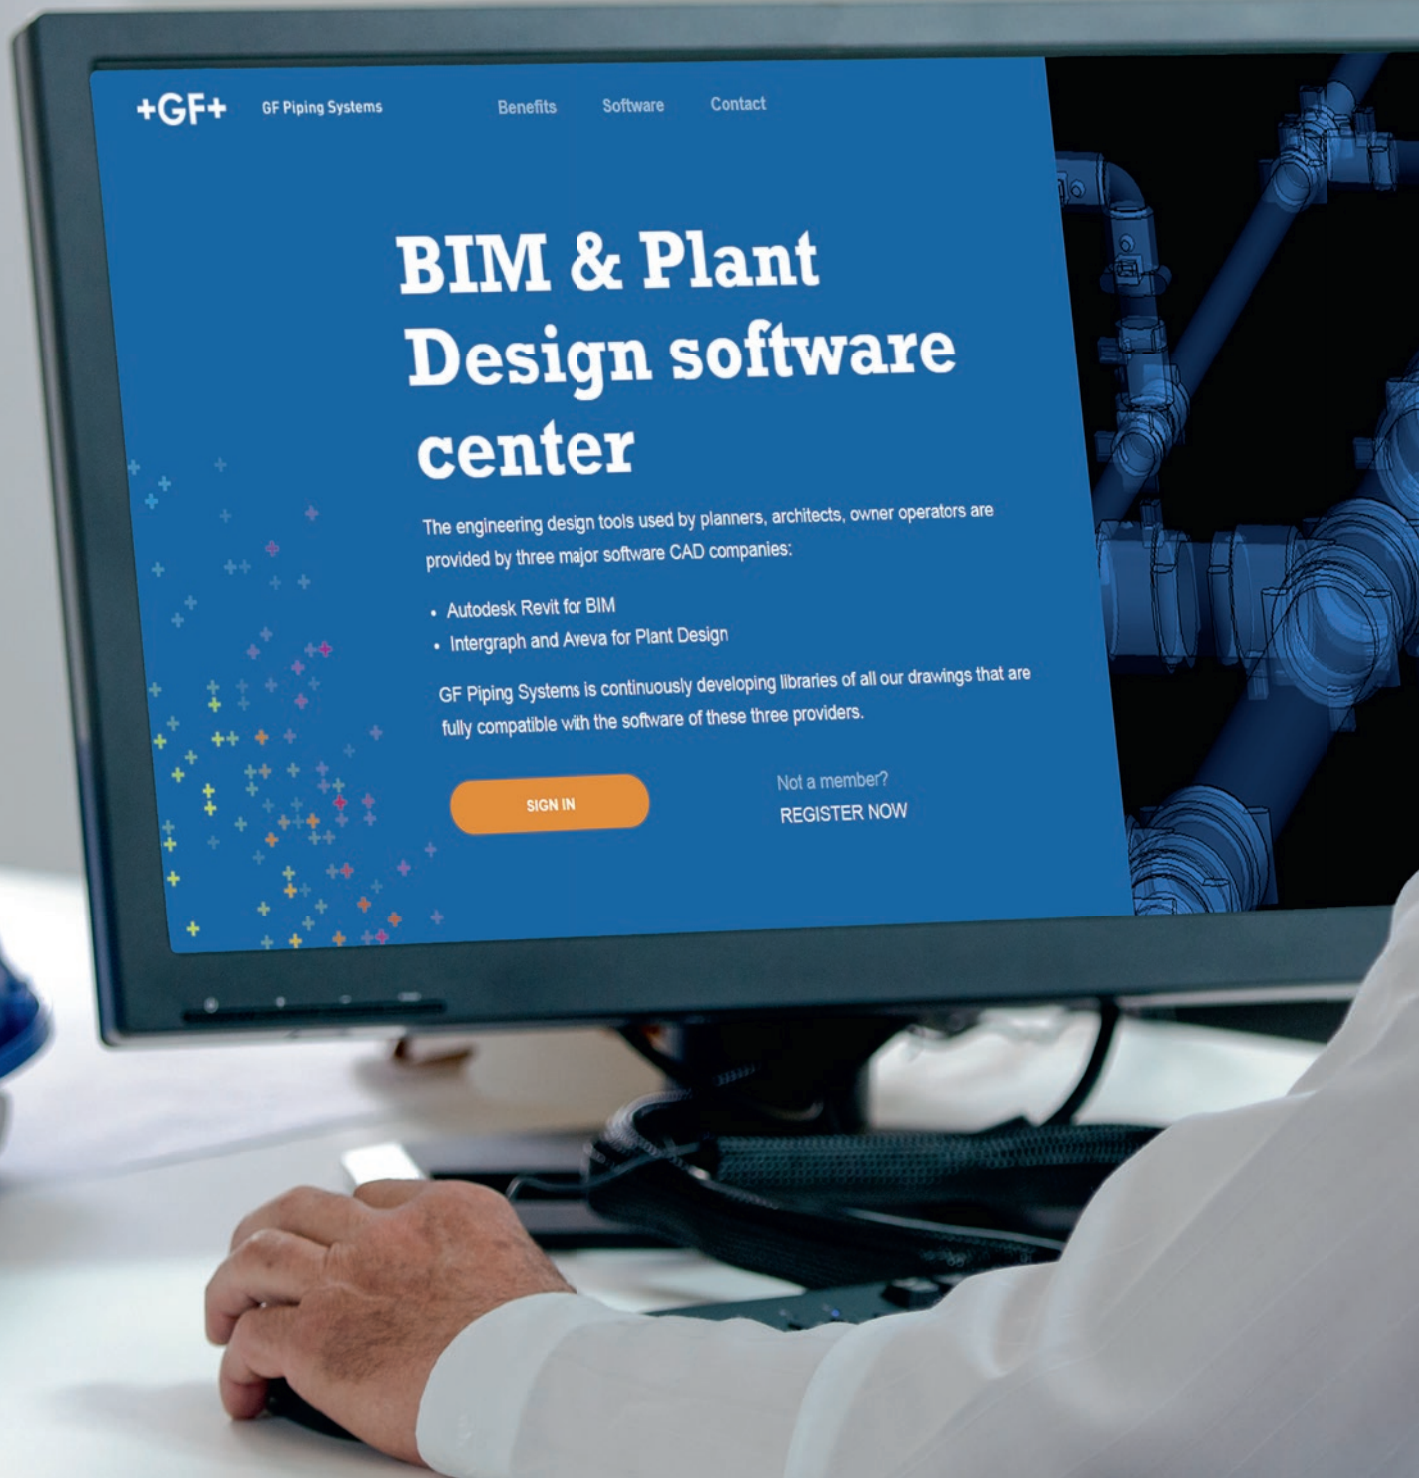 +GF+ GF Piping Systems Benefits Software Contact
BIM & Plant
Design software
center
The engineering design tools used by planners, architects, owner operators are
provided by three major software CAD companies:
• Autodesk Revit for BIM
• Intergraph and Aveva for Plant Design
GF Piping Systems is continuously developing libraries of all our drawings that are
fully compatible with the software of these three providers.
SIGN IN
Not a member?
REGISTER NOW